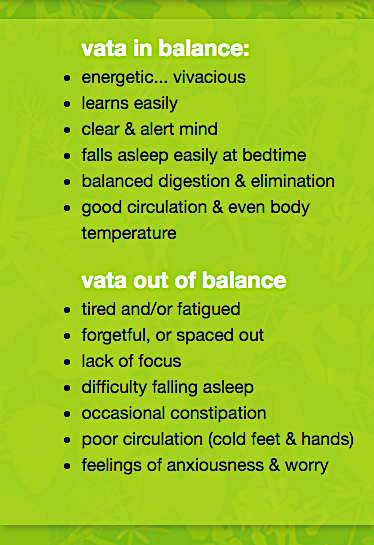 vata in balance:
• energetic... vivacious
• learns easily
• clear & alert mind
• falls asleep easily at bedtime
• balanced digestion & elimination
• good circulation & even body
temperature
vata out of balance
• tired and/or fatigued
• forgetful, or spaced out
• lack of focus
• difficulty falling asleep
• occasional constipation
• poor circulation (cold feet & hands)
• feelings of anxiousness & worry